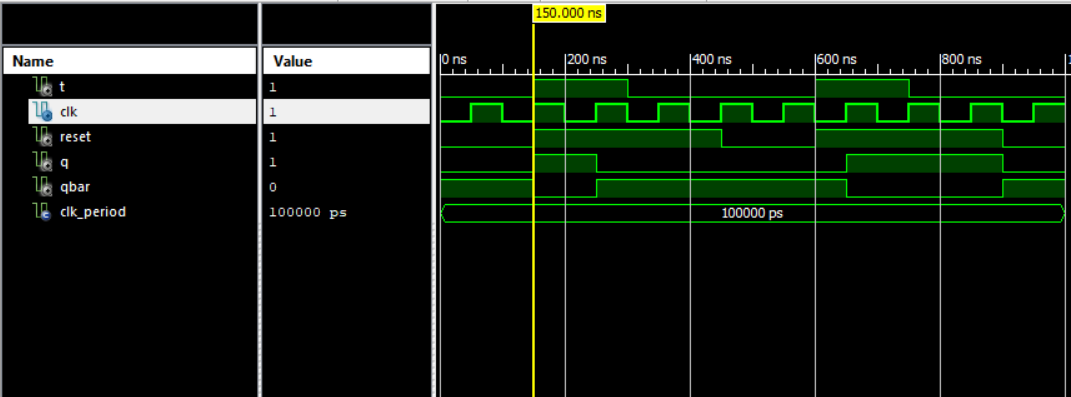 150.000 ns
Name Value 0 ns 200 ns 400 ns 600 ns 800 ns 1
t 1
clk 1
reset 1
q 1
qbar 0
clk_period 100000 ps 100000 ps